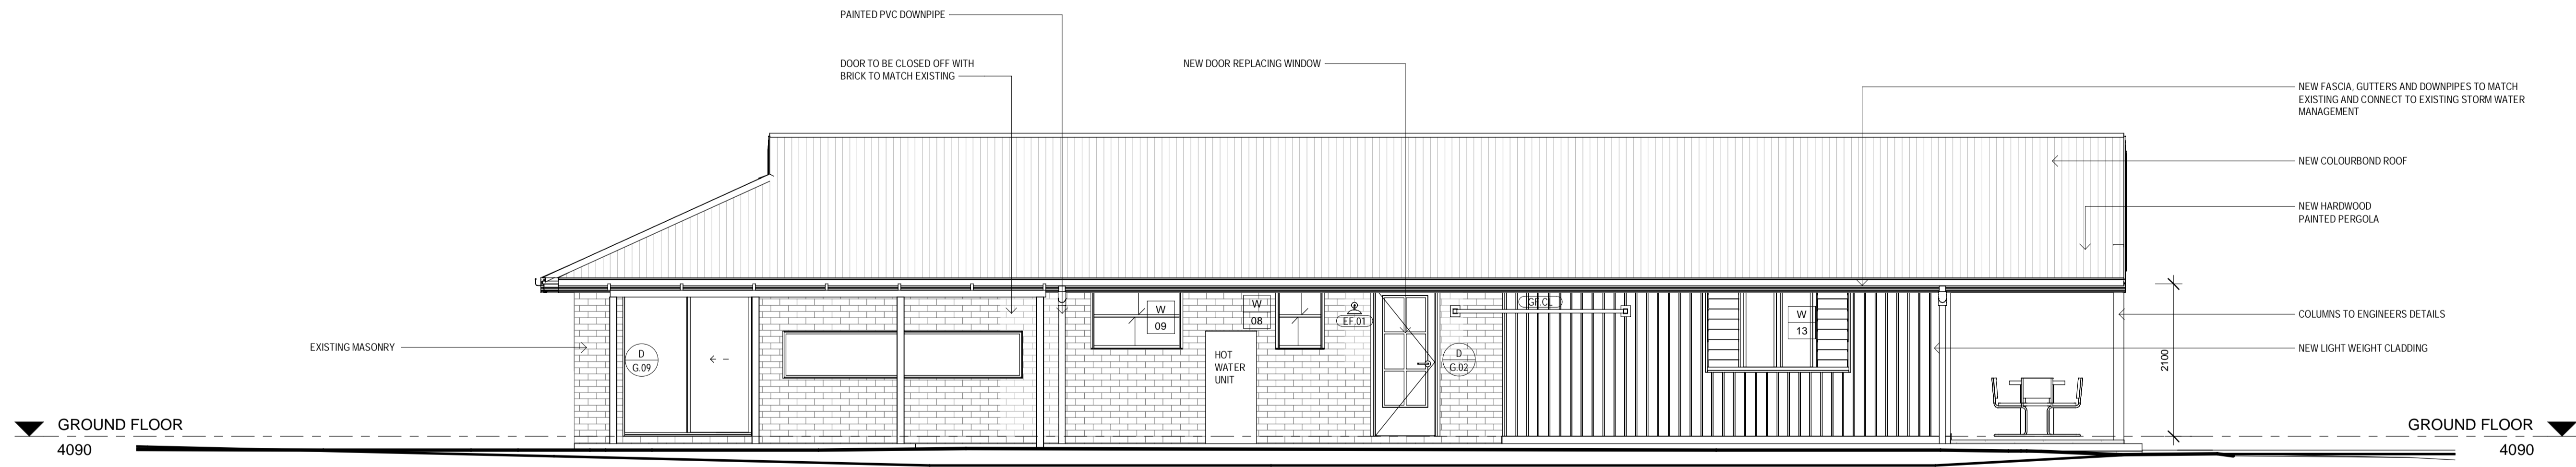 PAINTED PVC DOWNPIPE
DOOR TO BE CLOSED OFF WITH
BRICK TO MATCH EXISTING
NEW DOOR REPLACING WINDOW
NEW FASCIA, GUTTERS AND DOWNPIPES TO MATCH
EXISTING AND CONNECT TO EXISTING STORM WATER
MANAGEMENT
NEW COLOURBOND ROOF
NEW HARDWOOD
PAINTED PERGOLA
COLUMNS TO ENGINEERS DETAILS
NEW LIGHT WEIGHT CLADDING
EXISTING MASONRY
D
G.09
W
09
W
08
HOT
WATER
UNIT
EF.01
D
G.02
GF.CL
W
13
2100
GROUND FLOOR
4090
GROUND FLOOR
4090